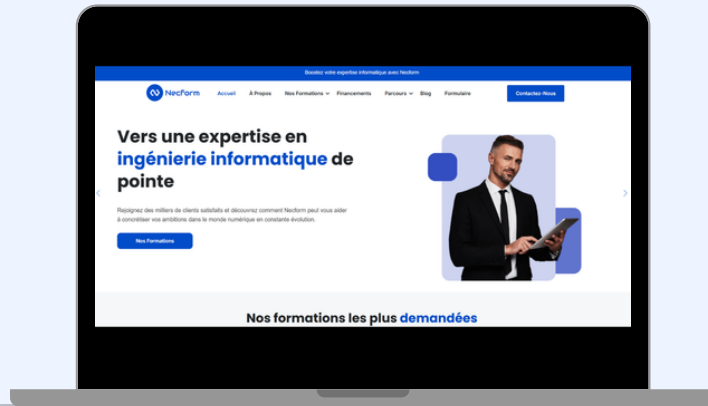 Boostez votre expertise informatique avec Necform
Necform Accueil À Propos Nos Formations Financements Parcours Blog Formulaire Contactez-Nous
Vers une expertise en
ingénierie informatique de
pointe
Rejoignez des milliers de clients satisfaits et découvrez comment Necform peut vous aider
à concrétiser vos ambitions dans le monde numérique en constante évolution.
Nos Formations
Nos formations les plus demandées